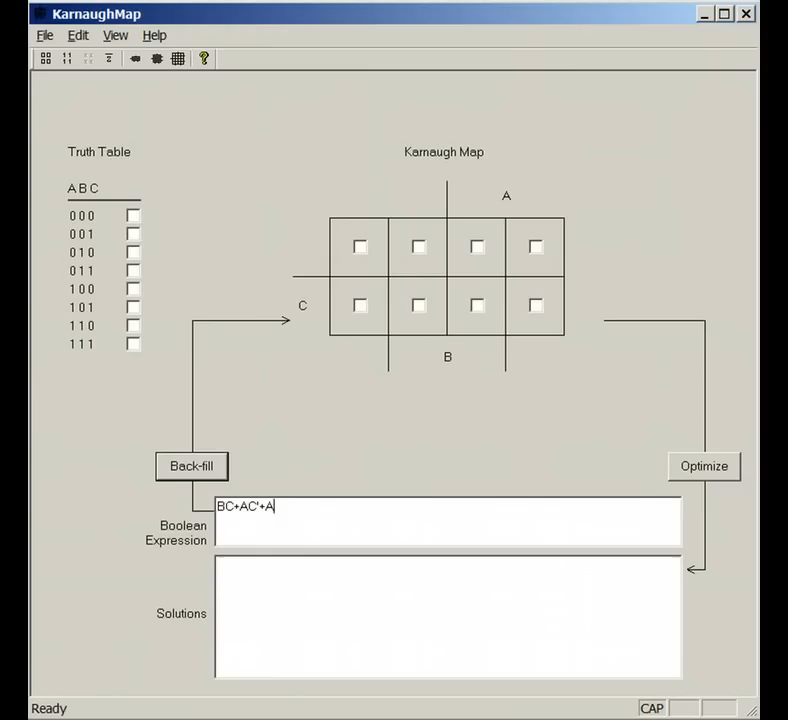 KarnaughMap
File Edit View Help
Truth Table
Karnaugh Map
A B C
A
0 0 0
0 0 1
0 1 0
0 1 1
1 0 0
1 0 1
1 1 0
1 1 1
C
B
Back-fill
Optimize
BC+AC'+A
Boolean
Expression
Solutions
Ready
CAP